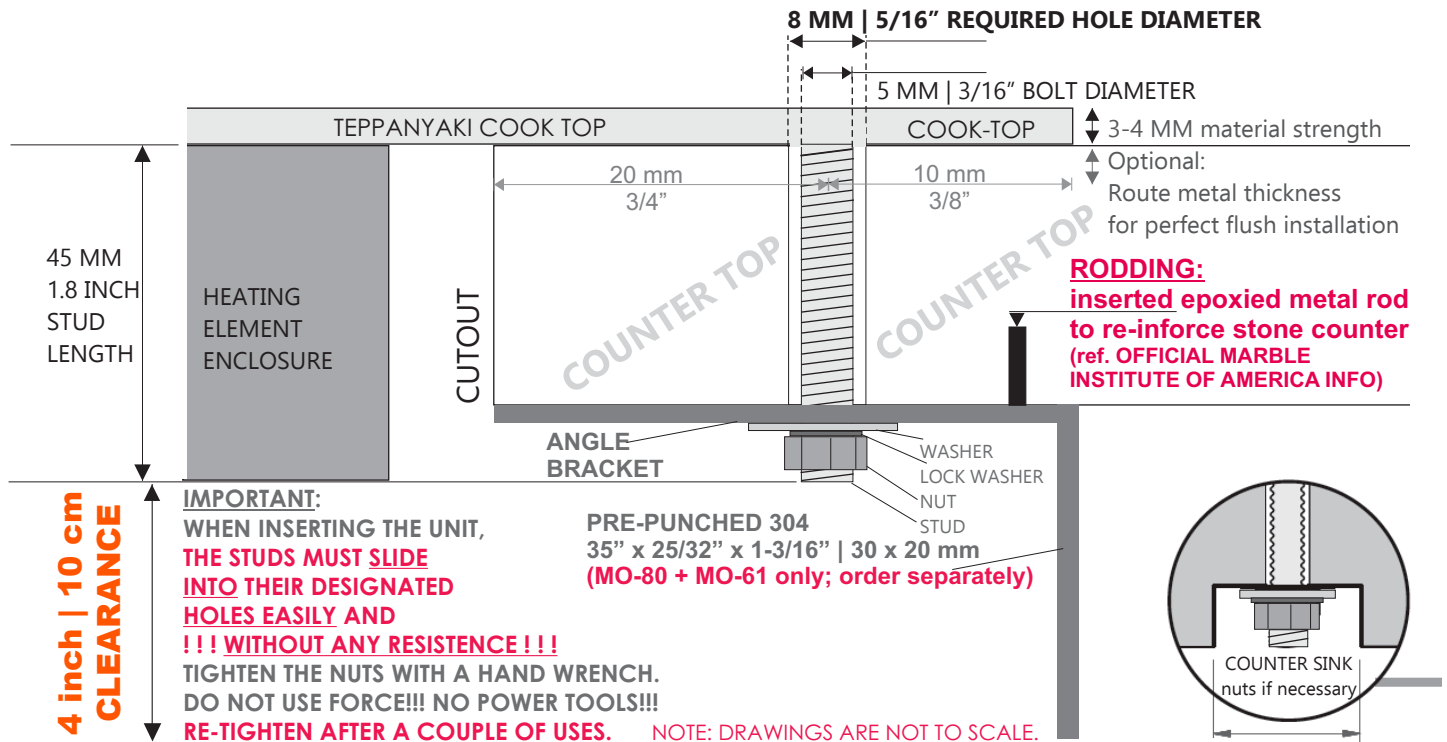 8 MM | 5/16” REQUIRED HOLE DIAMETER
5 MM | 3/16” BOLT DIAMETER
TEPPANYAKI COOK TOP
COOK-TOP
3-4 MM material strength
Optional:
Route metal thickness
for perfect flush installation
20 mm
3/4”
10 mm
3/8”
45 MM
1.8 INCH
STUD
LENGTH
HEATING
ELEMENT
ENCLOSURE
CUTOUT
COUNTER TOP
COUNTER TOP
RODDING:
inserted epoxied metal rod
to re-inforce stone counter
(ref. OFFICIAL MARBLE
INSTITUTE OF AMERICA INFO)
ANGLE
BRACKET
WASHER
LOCK WASHER
NUT
STUD
4 inch | 10 cm
CLEARANCE
IMPORTANT:
WHEN INSERTING THE UNIT,
THE STUDS MUST SLIDE
INTO THEIR DESIGNATED
HOLES EASILY AND
! ! ! WITHOUT ANY RESISTENCE ! ! !
TIGHTEN THE NUTS WITH A HAND WRENCH.
DO NOT USE FORCE!!! NO POWER TOOLS!!!
RE-TIGHTEN AFTER A COUPLE OF USES.
PRE-PUNCHED 304
35” x 25/32” x 1-3/16” | 30 x 20 mm
(MO-80 + MO-61 only; order separately)
NOTE: DRAWINGS ARE NOT TO SCALE.
COUNTER SINK
nuts if necessary